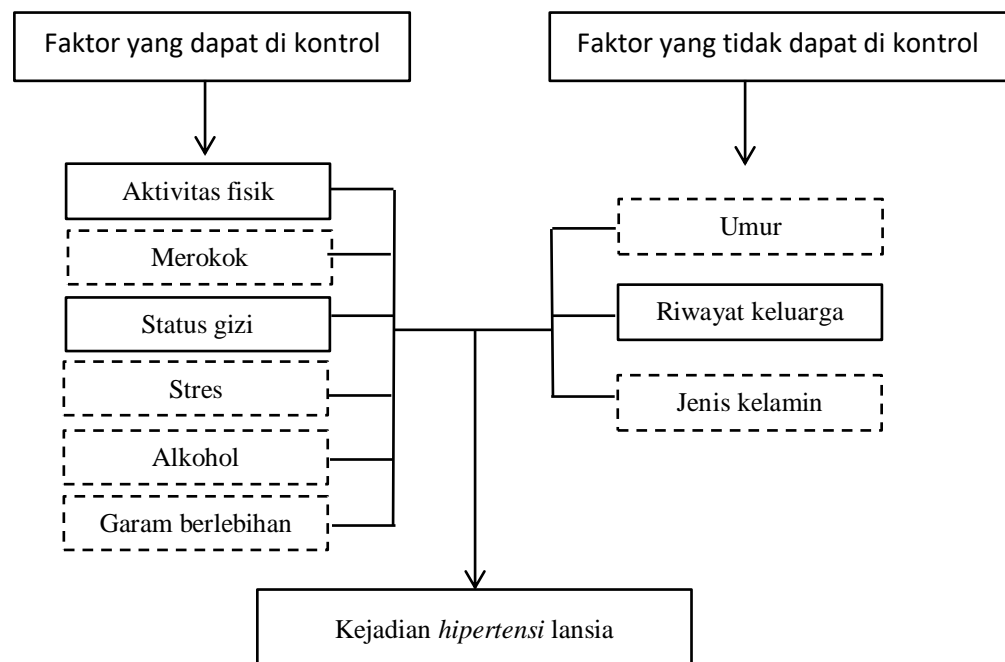 Faktor yang dapat di kontrol
Faktor yang tidak dapat di kontrol
Aktivitas fisik
Merokok
Status gizi
Stres
Alkohol
Garam berlebihan
Umur
Riwayat keluarga
Jenis kelamin
Kejadian hipertensi lansia